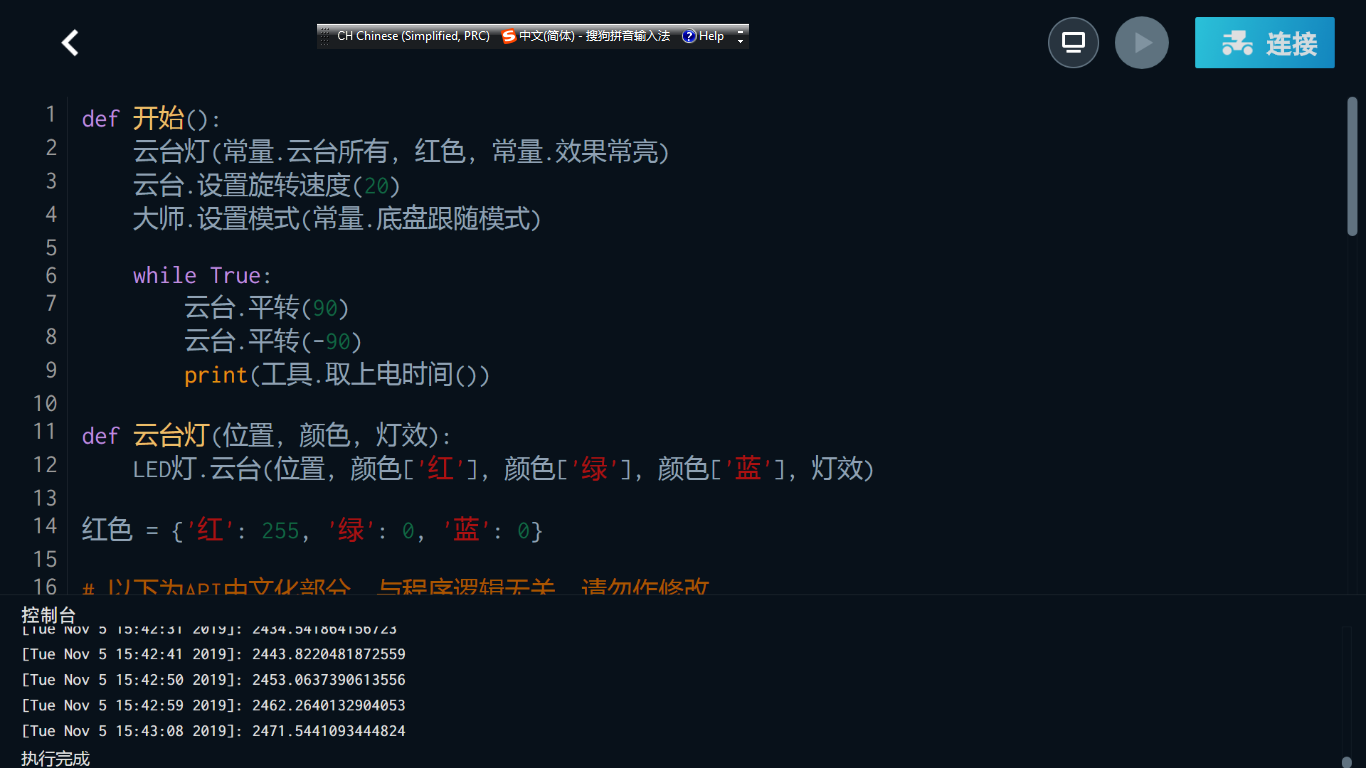 CH Chinese (Simplified, PRC) 中文(简体) - 搜狗拼音输入法 Help
连接
1 def 开始():
2 云台灯(常量.云台所有, 红色, 常量.效果常亮)
3 云台.设置旋转速度(20)
4 大师.设置模式(常量.底盘跟随模式)
5
6 while True:
7 云台.平转(90)
8 云台.平转(-90)
9 print(工具.取上电时间())
10
11 def 云台灯(位置, 颜色, 灯效):
12 LED灯.云台(位置, 颜色['红'], 颜色['绿'], 颜色['蓝'], 灯效)
13
14 红色 = {'红': 255, '绿': 0, '蓝': 0}
15
16 # 以下为API中文化部分, 与程序逻辑无关, 请勿作修改
控制台
[Tue Nov 5 15:42:31 2019]: 2434.541864156723
[Tue Nov 5 15:42:41 2019]: 2443.8220481872559
[Tue Nov 5 15:42:50 2019]: 2453.0637390613556
[Tue Nov 5 15:42:59 2019]: 2462.2640132904053
[Tue Nov 5 15:43:08 2019]: 2471.5441093444824
执行完成